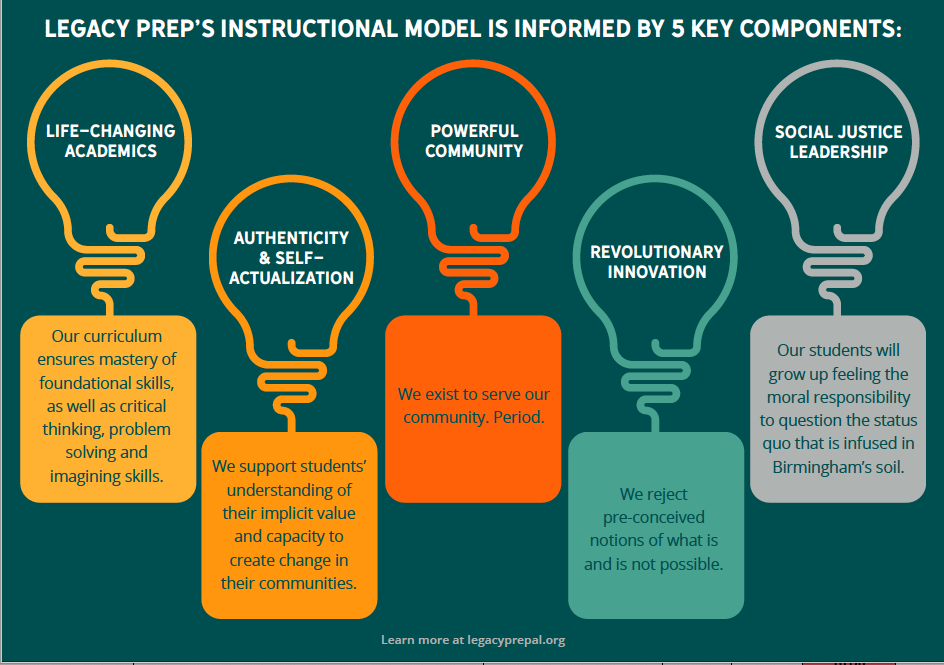 LEGACY PREP'S INSTRUCTIONAL MODEL IS INFORMED BY 5 KEY COMPONENTS:
LIFE–CHANGING
ACADEMICS
Our curriculum
ensures mastery of
foundational skills,
as well as critical
thinking, problem
solving and
imagining skills.
AUTHENTICITY
& SELF–
ACTUALIZATION
We support students'
understanding of
their implicit value
and capacity to
create change in
their communities.
POWERFUL
COMMUNITY
We exist to serve our
community. Period.
REVOLUTIONARY
INNOVATION
We reject
pre-conceived
notions of what is
and is not possible.
SOCIAL JUSTICE
LEADERSHIP
Our students will
grow up feeling the
moral responsibility
to question the status
quo that is infused in
Birmingham's soil.
Learn more at legacyprepal.org